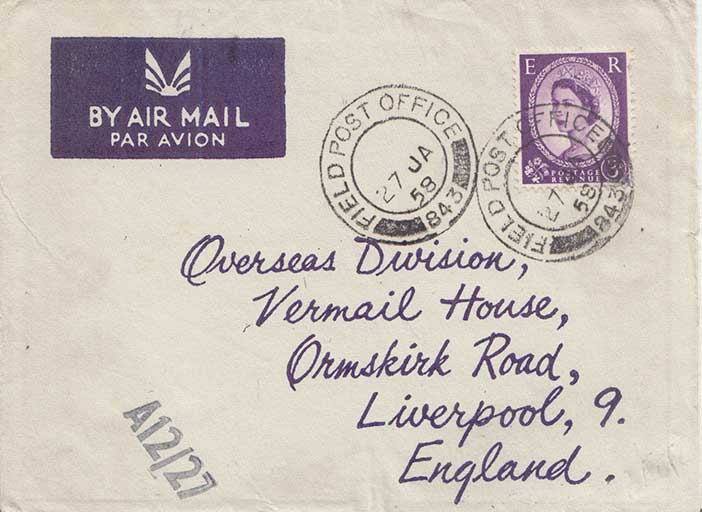 BY AIR MAIL
PAR AVION
FIELD POST OFFICE
27 JA
58
843
E R
POSTAGE
REVENUE
3D
FIELD POST OFFICE
58
843
Overseas Division,
Vermail House,
Ormskirk Road,
Liverpool, 9.
England.
A12/27